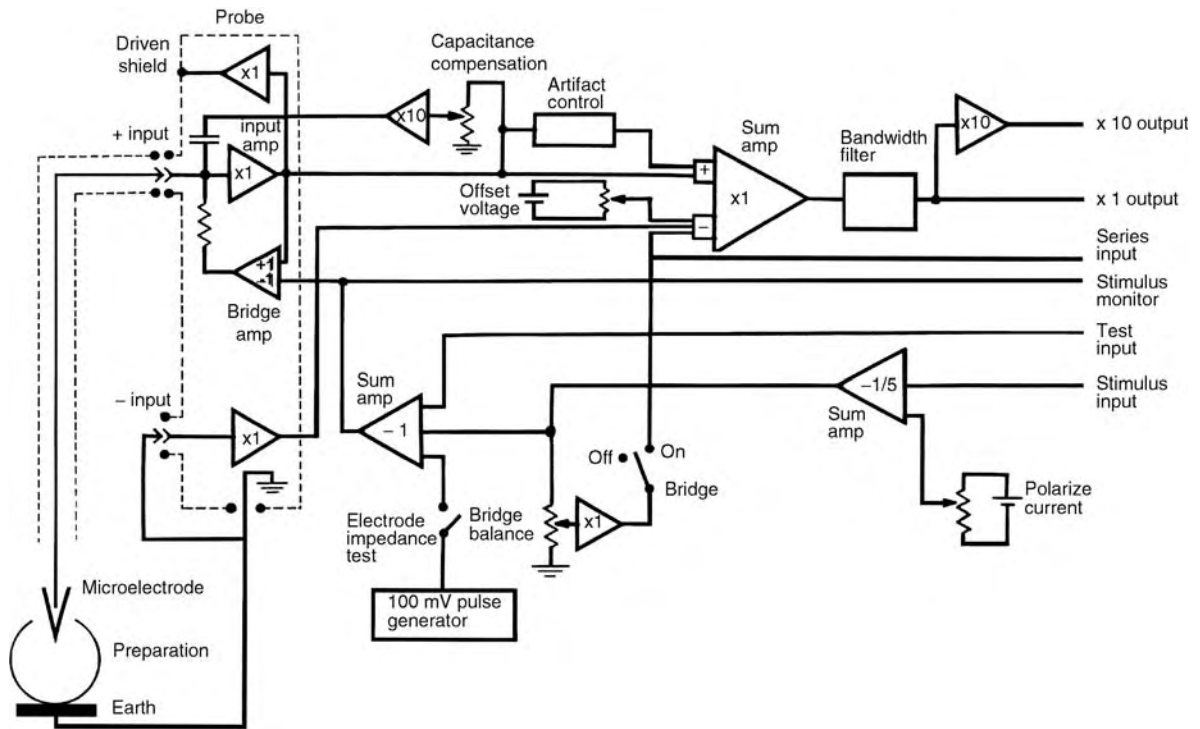 Probe
Driven
shield
x1
Capacitance
compensation
x10
Artifact
control
+ input
input
amp
x1
Sum
amp
+
x1
−
Bandwidth
filter
x10
x 10 output
x 1 output
Offset
voltage
Series
input
+1
-1
Bridge
amp
Stimulus
monitor
Test
input
− input
x1
Sum
amp
− 1
−1/5
Sum
amp
Stimulus
input
Off
On
Bridge
x1
Electrode
impedance
test
Bridge
balance
Polarize
current
100 mV pulse
generator
Microelectrode
Preparation
Earth